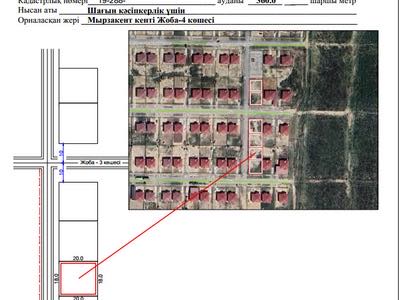 Кадастрлық нөмері 19-288- ауданы 360.0 шаршы метр
Нысан аты Шағын кәсіпкерлік үшін
Орналасқан жері Мырзакент кенті Жоба-4 көшесі
10
Жоба - 3 көшесі
10
20.0
18.0 18.0
20.0